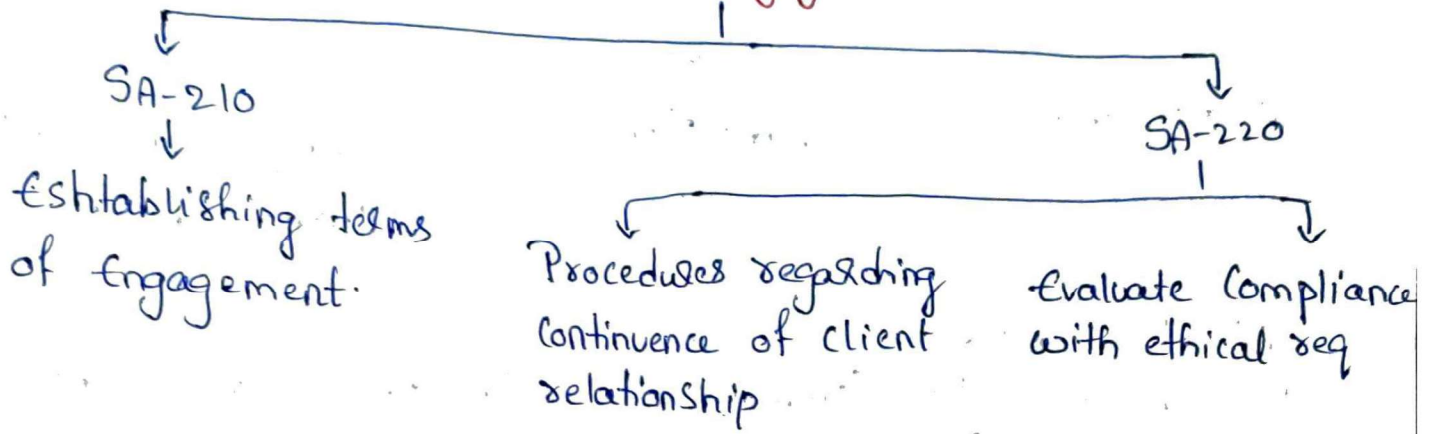 SA-210
SA-220
Eshtablishing terms
of Engagement.
Procedures regarding
Continuence of client
relationship
Evaluate Compliance
with ethical req